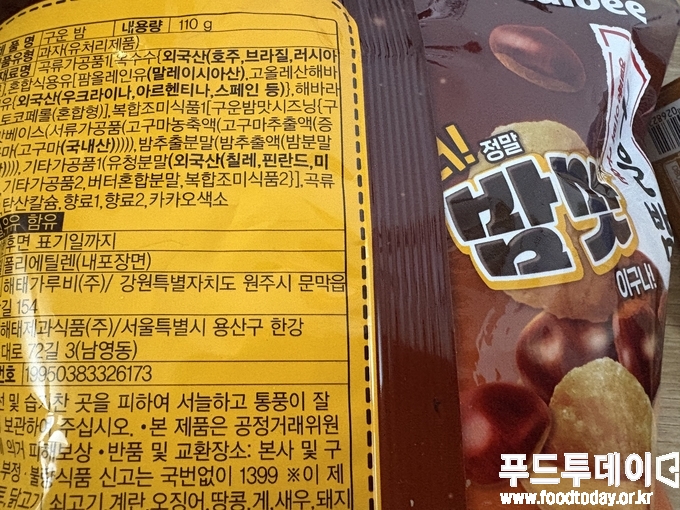 제품명 구운 밤 내용량 110 g
품유형 과자(유처리제품)
재료명 곡류가공품1[옥수수{외국산(호주,브라질,러시아
,혼합식용유[팜올레인유(말레이시아산),고올레산해바
유{외국산(우크라이나,아르헨티나,스페인 등)},해바라
토코페롤(혼합형)],복합조미식품1[구운밤맛시즈닝{구
베이스(서류가공품(고구마농축액(고구마추출액(증
(고구마(국내산))))),밤추출분말(밤추출액(밤분말
)))),기타가공품1(유청분말(외국산(칠레,핀란드,미
,기타가공품2,버터혼합분말,복합조미식품2}],곡류
탄산칼슘,향료1,향료2,카카오색소
함유
후면 표기일까지
폴리에틸렌(내포장면)
해태가루비(주)/ 강원특별자치도 원주시 문막읍
길 154
해태제과식품(주)/서울특별시 용산구 한강
대로 72길 3(남영동)
번호 19950383326173
및 습기찬 곳을 피하여 서늘하고 통풍이 잘
보관하여 주십시오. •본 제품은 공정거래위원
의거 피해보상 •반품 및 교환장소: 본사 및 구
부정·불량식품 신고는 국번없이 1399 ※이 제
닭고기,쇠고기,계란,오징어,땅콩,게,새우,돼지
정말
밤맛
이구나!
운밤
푸드투데이
www.foodtoday.or.kr